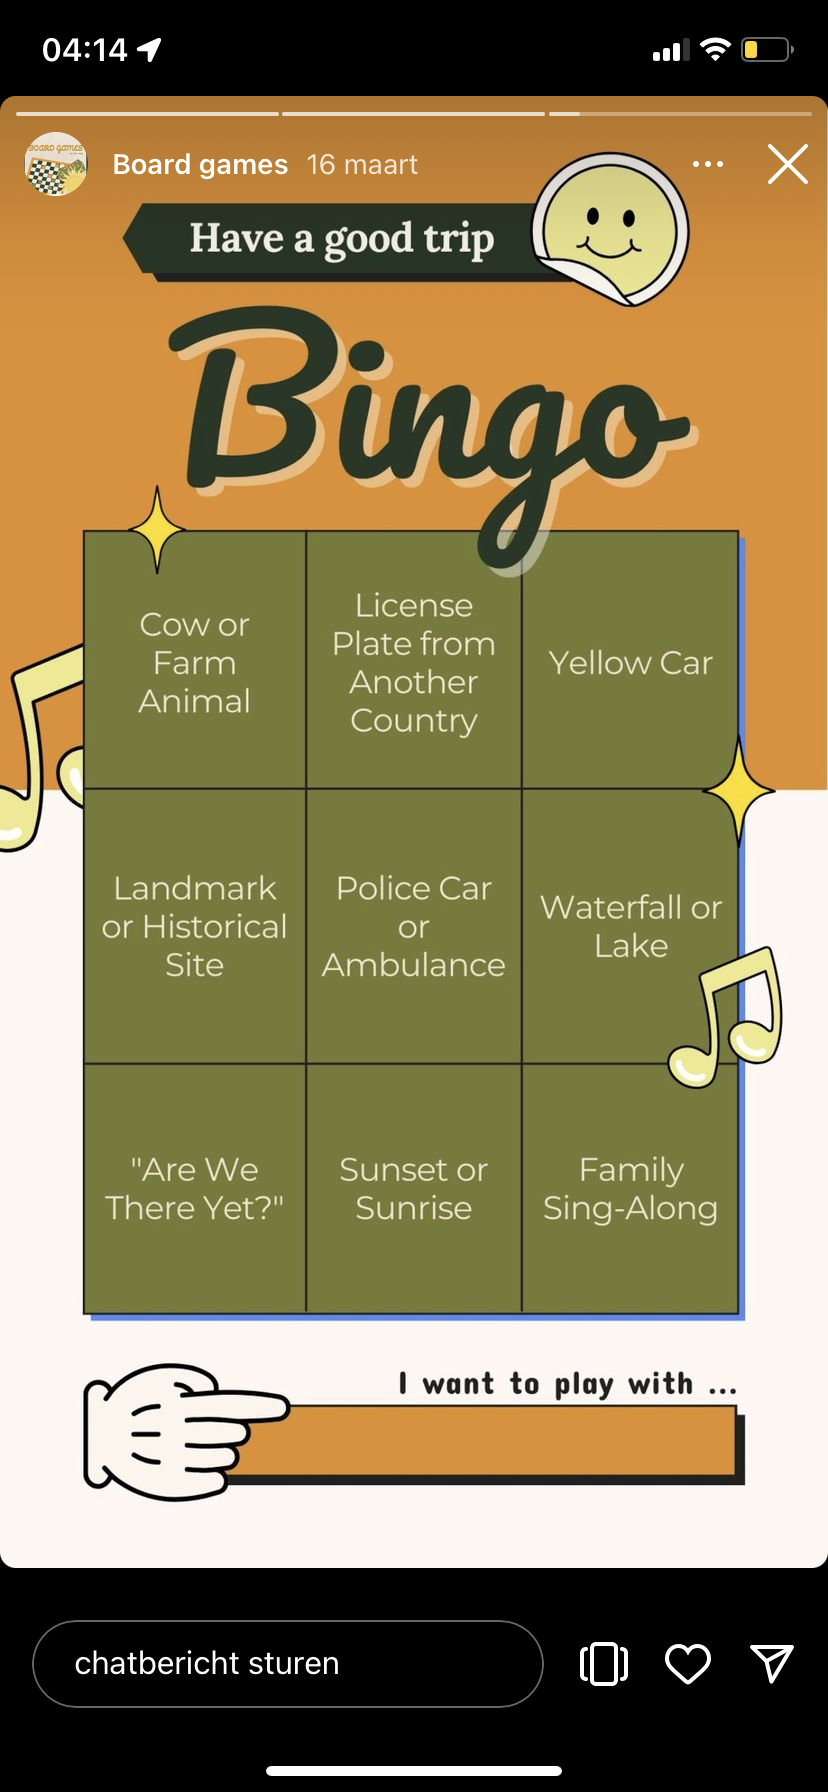 04:14
BOARD GAMES
Board games 16 maart
Have a good trip
Bingo
Cow or
Farm
Animal
License
Plate from
Another
Country
Yellow Car
Landmark
or Historical
Site
Police Car
or
Ambulance
Waterfall or
Lake
"Are We
There Yet?"
Sunset or
Sunrise
Family
Sing-Along
I want to play with ...
chatbericht sturen